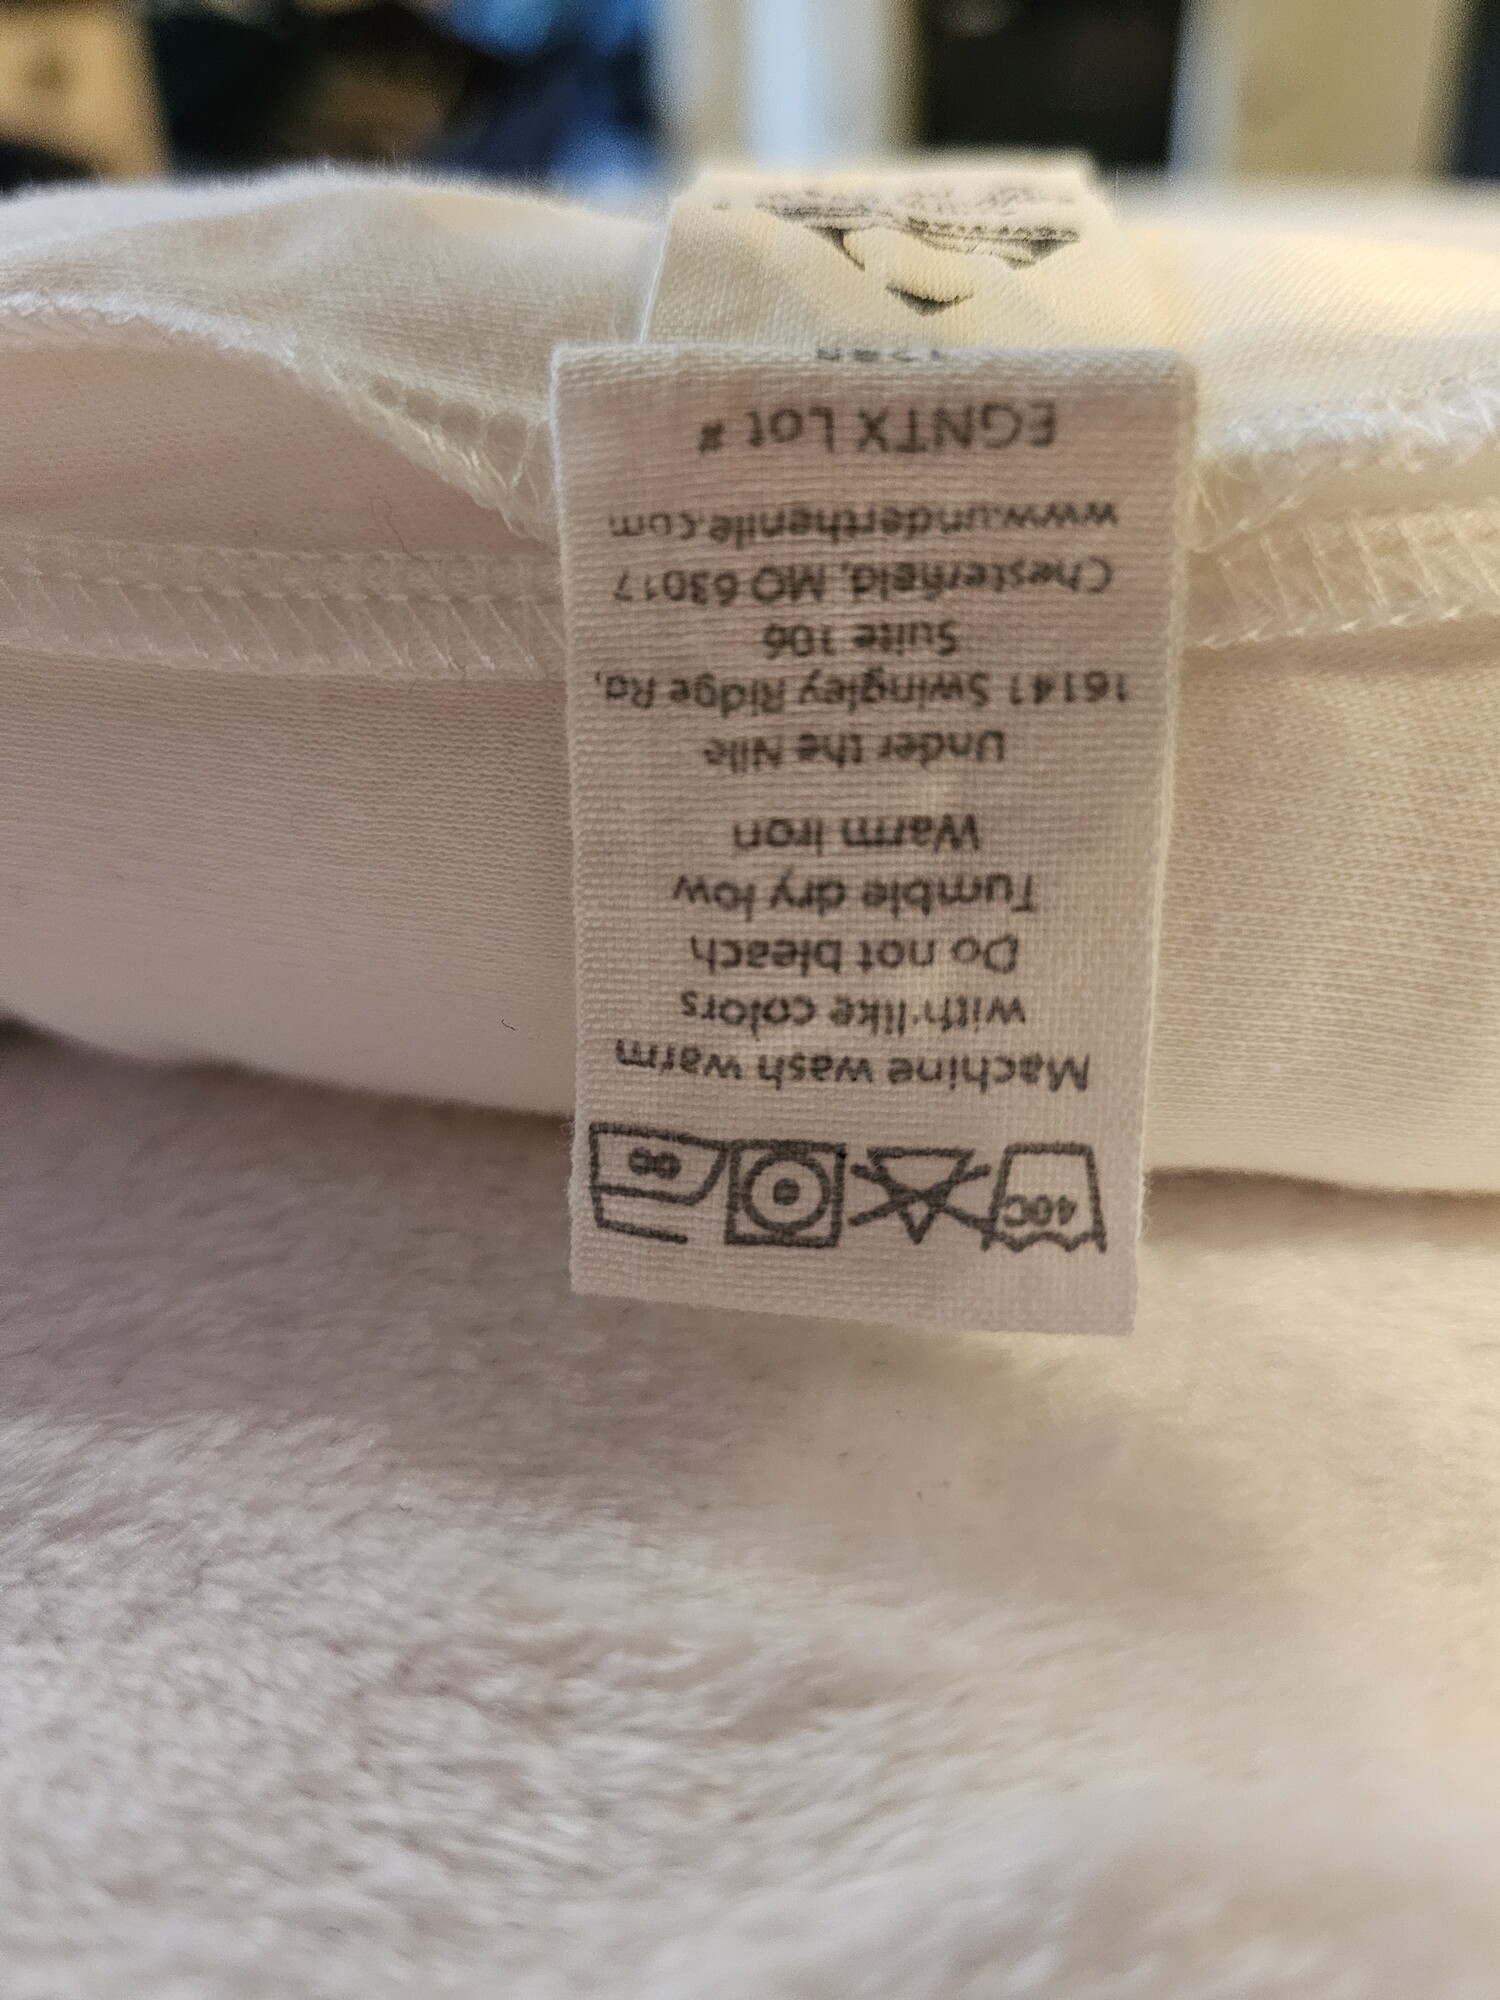 40C
Machine wash warm
with like colors
Do not bleach
Tumble dry low
Warm iron
Under the Nile
16141 Swingley Ridge Rd,
Suite 106
Chesterfield, MO 63017
www.underthenile.com
EGNTX Lot #